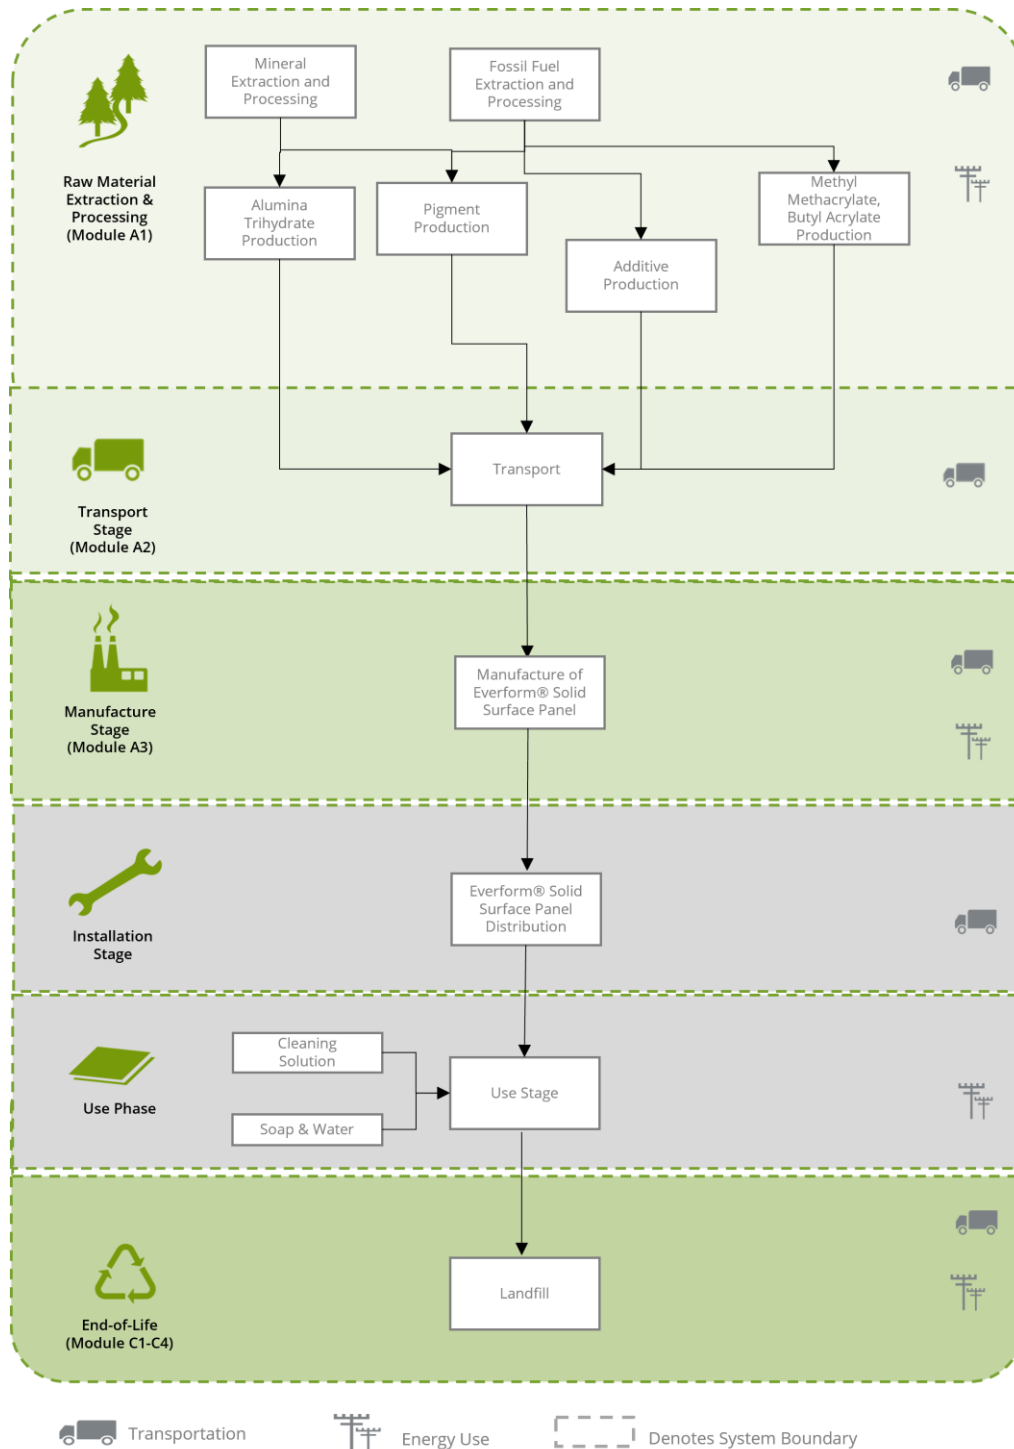 Mineral
Extraction and
Processing
Fossil Fuel
Extraction and
Processing
Raw Material
Extraction &
Processing
(Module A1)
Alumina
Trihydrate
Production
Pigment
Production
Additive
Production
Methyl
Methacrylate,
Butyl Acrylate
Production
Transport
Stage
(Module A2)
Transport
Manufacture
Stage
(Module A3)
Manufacture of
Everform® Solid
Surface Panel
Installation
Stage
Everform® Solid
Surface Panel
Distribution
Use Phase
Cleaning
Solution
Soap & Water
Use Stage
End-of-Life
(Module C1-C4)
Landfill
Transportation
Energy Use
Denotes System Boundary